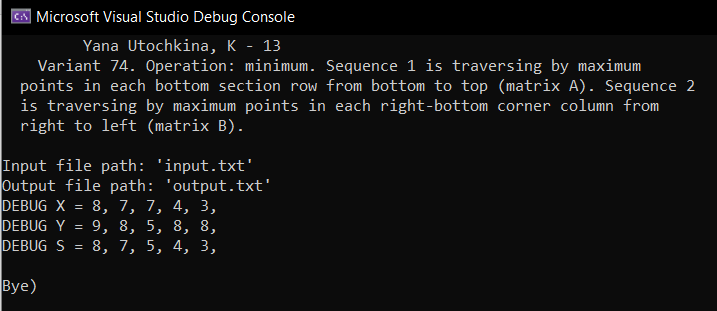 C:\ Microsoft Visual Studio Debug Console
Yana Utochkina, K - 13
Variant 74. Operation: minimum. Sequence 1 is traversing by maximum
points in each bottom section row from bottom to top (matrix A). Sequence 2
is traversing by maximum points in each right-bottom corner column from
right to left (matrix B).
Input file path: 'input.txt'
Output file path: 'output.txt'
DEBUG X = 8, 7, 7, 4, 3,
DEBUG Y = 9, 8, 5, 8, 8,
DEBUG S = 8, 7, 5, 4, 3,
Bye)